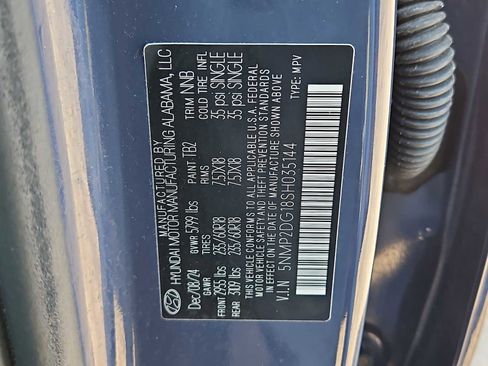 MANUFACTURED BY
HYUNDAI MOTOR MANUFACTURING ALABAMA, LLC
Dec/08/24 GVWR 5799 lbs PAINT TB2 TRIM NNB
GAWR TIRES RIMS COLD TIRE INFL
FRONT 2935 lbs 235/60R18 7.5JX18 35 psi SINGLE
REAR 3109 lbs 235/60R18 7.5JX18 35 psi SINGLE
THIS VEHICLE CONFORMS TO ALL APPLICABLE U.S.A. FEDERAL
MOTOR VEHICLE SAFETY, BUMPER, AND THEFT PREVENTION STANDARDS
IN EFFECT ON THE DATE OF MANUFACTURE SHOWN ABOVE
V.I.N 5NMP2DG18SH035144 TYPE: MPV